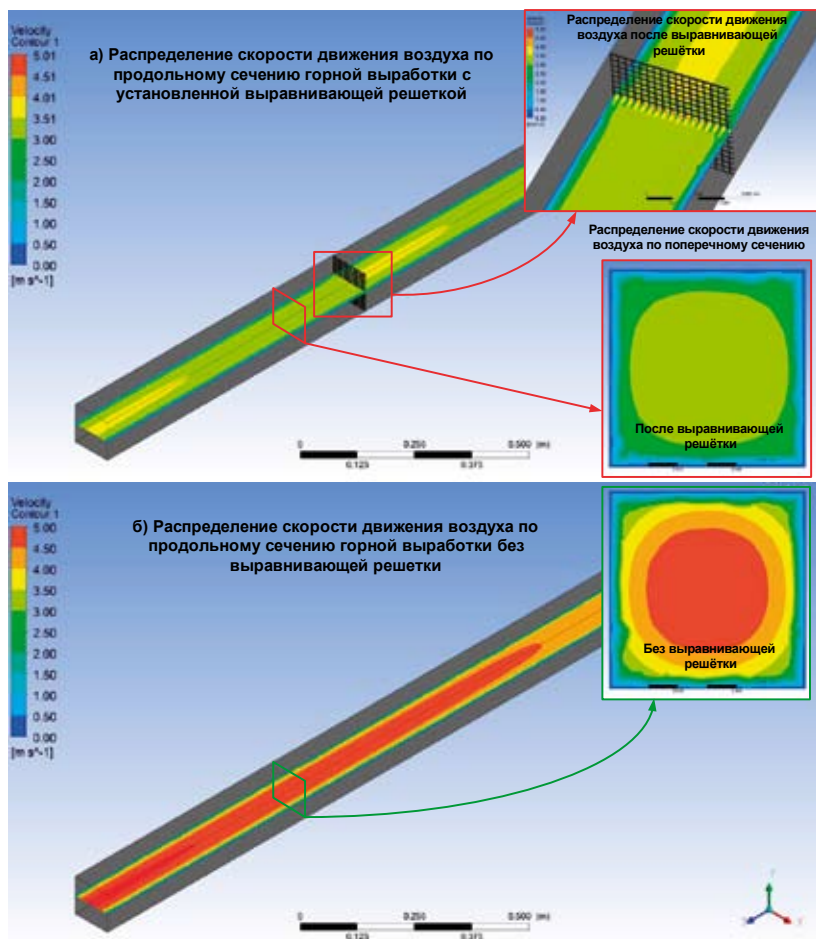 Velocity
Contour 1
5.01
4.51
4.01
3.51
3.00
2.50
2.00
1.50
1.00
0.50
0.00
[m s^-1]
а) Распределение скорости движения воздуха по
продольному сечению горной выработки с
установленной выравнивающей решеткой
Распределение скорости движения
воздуха после выравнивающей
решётки
Распределение скорости движения
воздуха по поперечному сечению
После выравнивающей
решётки
0
0.250
0.500 (m)
0.125
0.375
Velocity
Contour 1
5.00
4.50
4.00
3.50
3.00
2.50
2.00
1.50
1.00
0.50
0.00
[m s^-1]
б) Распределение скорости движения воздуха по
продольному сечению горной выработки без
выравнивающей решетки
Без выравнивающей
решётки
0
0.250
0.500 (m)
0.125
0.375